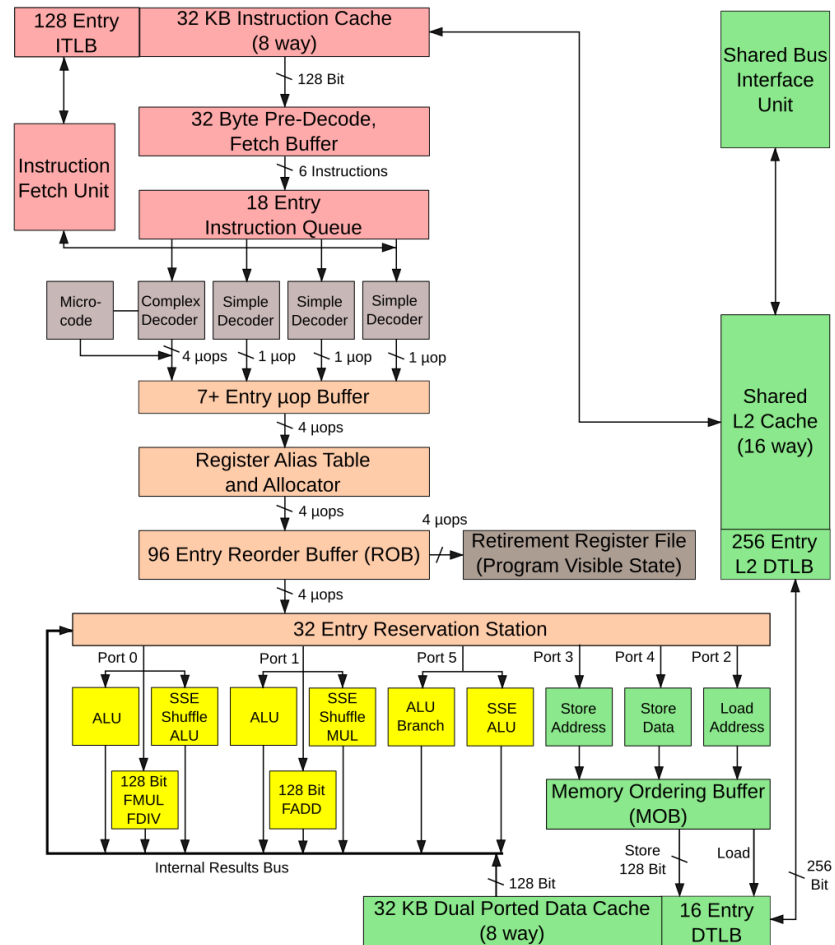 128 Entry
ITLB
32 KB Instruction Cache
(8 way)
Shared Bus
Interface
Unit
128 Bit
32 Byte Pre-Decode,
Fetch Buffer
Instruction
Fetch Unit
6 Instructions
18 Entry
Instruction Queue
Micro-
code
Complex
Decoder
Simple
Decoder
Simple
Decoder
Simple
Decoder
4 µops
1 µop
1 µop
1 µop
7+ Entry µop Buffer
Shared
L2 Cache
(16 way)
4 µops
Register Alias Table
and Allocator
4 µops
4 µops
96 Entry Reorder Buffer (ROB)
Retirement Register File
(Program Visible State)
256 Entry
L2 DTLB
4 µops
32 Entry Reservation Station
Port 0
Port 1
Port 5
Port 3
Port 4
Port 2
ALU
SSE
Shuffle
ALU
ALU
SSE
Shuffle
MUL
ALU
Branch
SSE
ALU
Store
Address
Store
Data
Load
Address
128 Bit
FMUL
FDIV
128 Bit
FADD
Memory Ordering Buffer
(MOB)
Internal Results Bus
Store
128 Bit
Load
256
Bit
128 Bit
32 KB Dual Ported Data Cache
(8 way)
16 Entry
DTLB